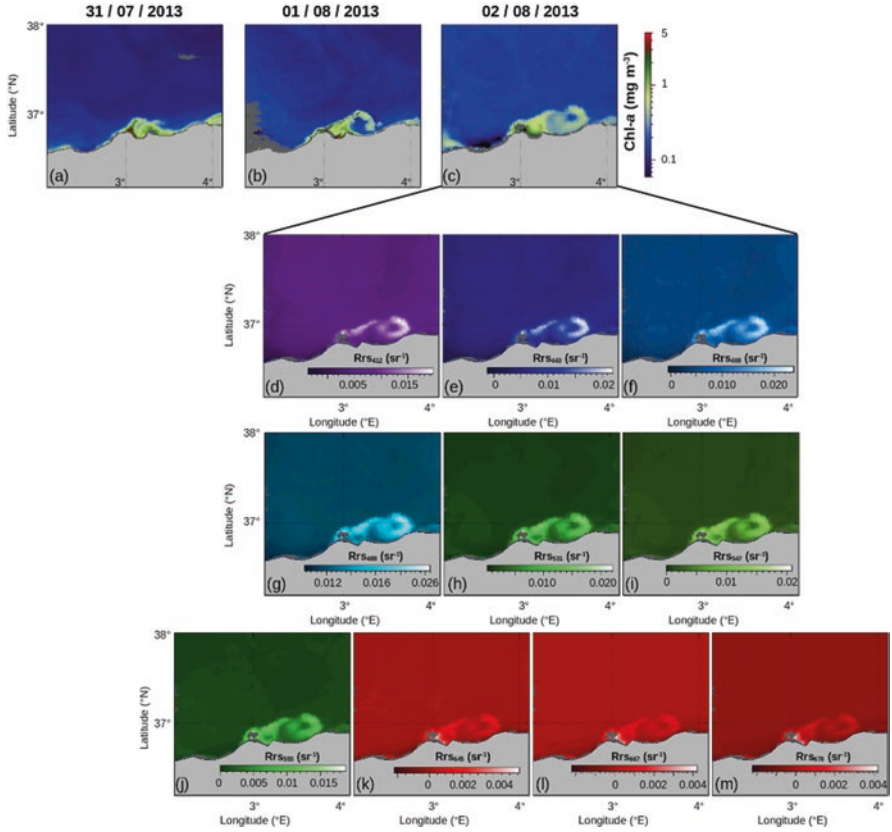 31 / 07 / 2013
01 / 08 / 2013
02 / 08 / 2013
38°
37°
Latitude (°N)
(a)
3°
4°
(b)
3°
4°
(c)
3°
4°
5
1
0.1
Chl-a (mg m⁻³)
38°
37°
Latitude (°N)
Rrs₄₁₂ (sr⁻¹)
0.005 0.015
(d)
Rrs₄₄₃ (sr⁻¹)
0 0.01 0.02
(e)
Rrs₄₆₉ (sr⁻¹)
0 0.010 0.020
(f)
3° 4°
3° 4°
3° 4°
Longitude (°E)
Longitude (°E)
Longitude (°E)
38°
37°
Latitude (°N)
Rrs₄₈₈ (sr⁻¹)
0.012 0.016 0.026
(g)
Rrs₅₃₁ (sr⁻¹)
0.010 0.020
(h)
Rrs₅₄₇ (sr⁻¹)
0 0.01 0.02
(i)
3° 4°
3° 4°
3° 4°
Longitude (°E)
Longitude (°E)
Longitude (°E)
38°
37°
Latitude (°N)
Rrs₅₅₅ (sr⁻¹)
0 0.005 0.01 0.015
(j)
Rrs₆₄₅ (sr⁻¹)
0 0.002 0.004
(k)
Rrs₆₆₇ (sr⁻¹)
0 0.002 0.004
(l)
Rrs₆₇₈ (sr⁻¹)
0 0.002 0.004
(m)
3° 4°
3° 4°
3° 4°
3° 4°
Longitude (°E)
Longitude (°E)
Longitude (°E)
Longitude (°E)